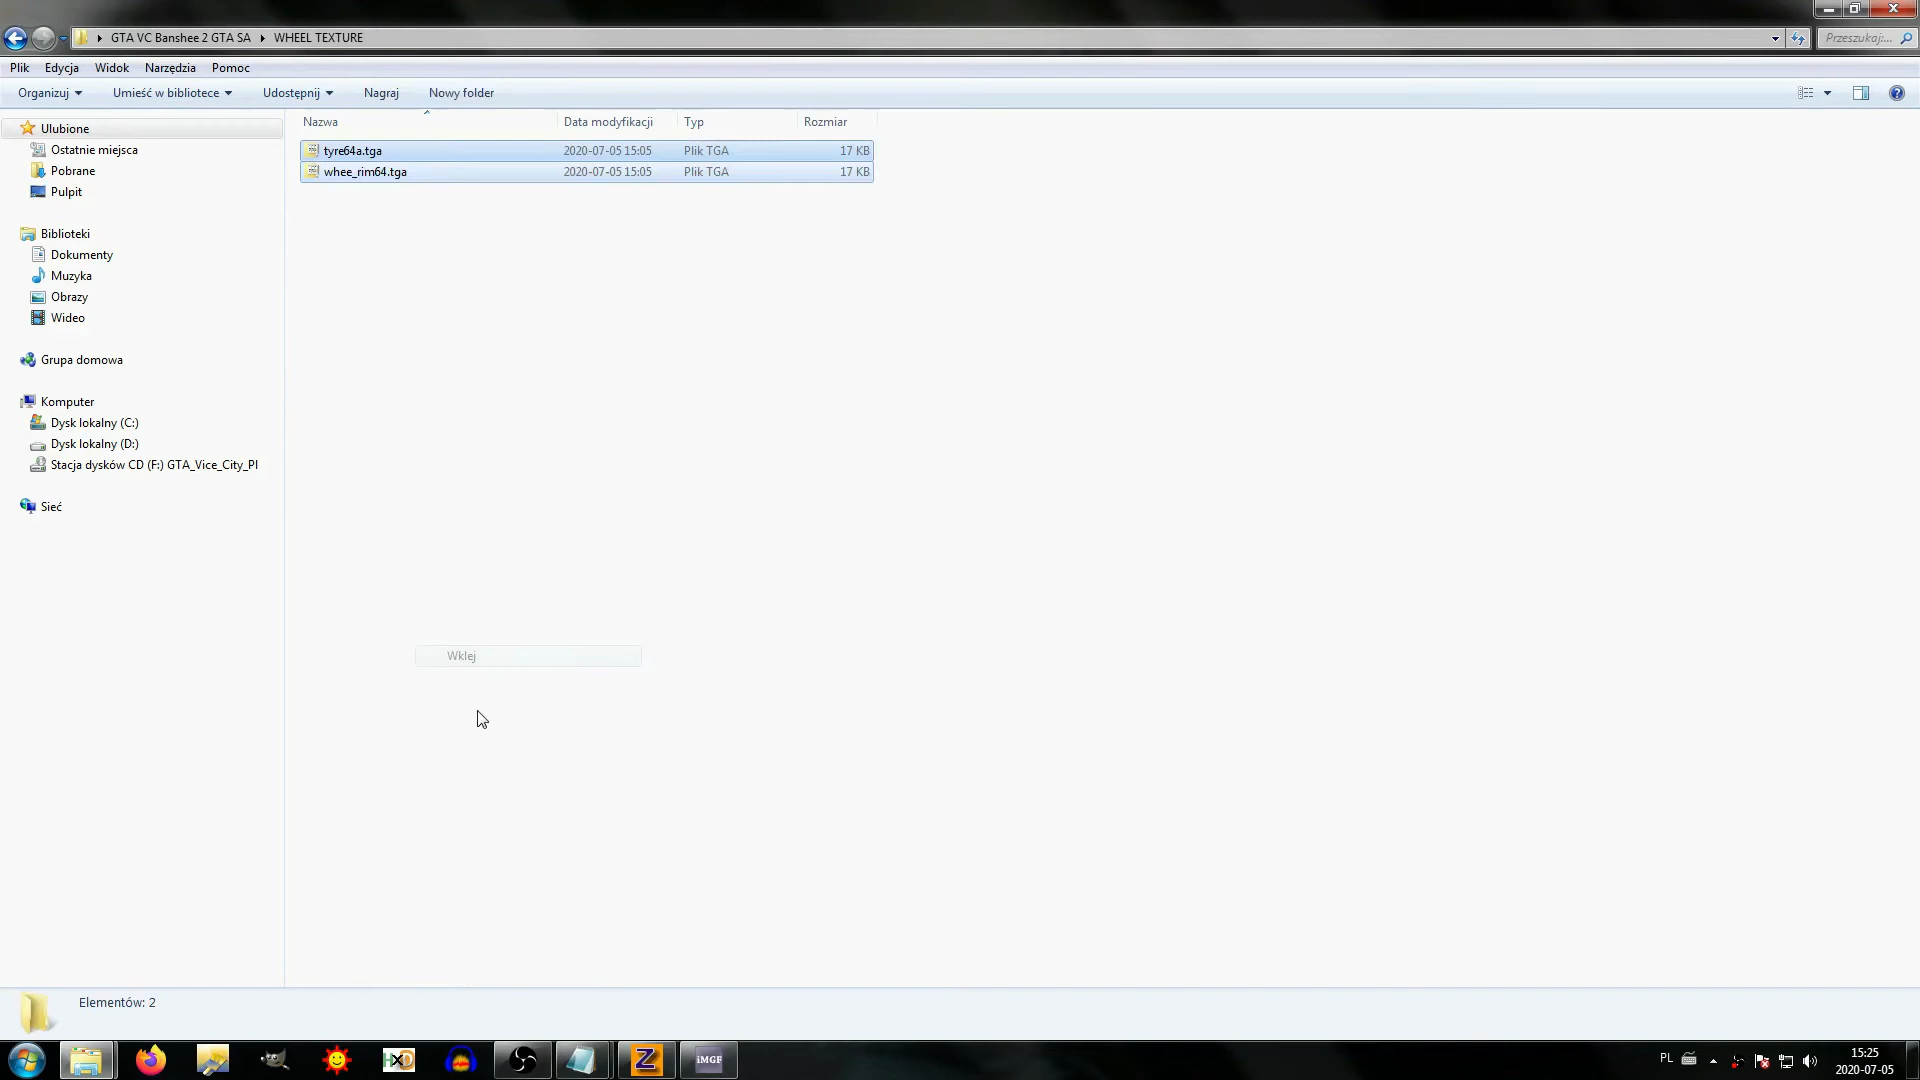 GTA VC Banshee 2 GTA SA WHEEL TEXTURE Przeszukaj:...
Plik Edycja Widok Narzędzia Pomoc
Organizuj Umieść w bibliotece Udostępnij Nagraj Nowy folder
Ulubione
Ostatnie miejsca
Pobrane
Pulpit
Biblioteki
Dokumenty
Muzyka
Obrazy
Wideo
Grupa domowa
Komputer
Dysk lokalny (C:)
Dysk lokalny (D:)
Stacja dysków CD (F:) GTA_Vice_City_Pl
Sieć
Nazwa Data modyfikacji Typ Rozmiar
tyre64a.tga 2020-07-05 15:05 Plik TGA 17 KB
whee_rim64.tga 2020-07-05 15:05 Plik TGA 17 KB
Wklej
Elementów: 2
HXD
Z
iMGF
PL
15:25
2020-07-05